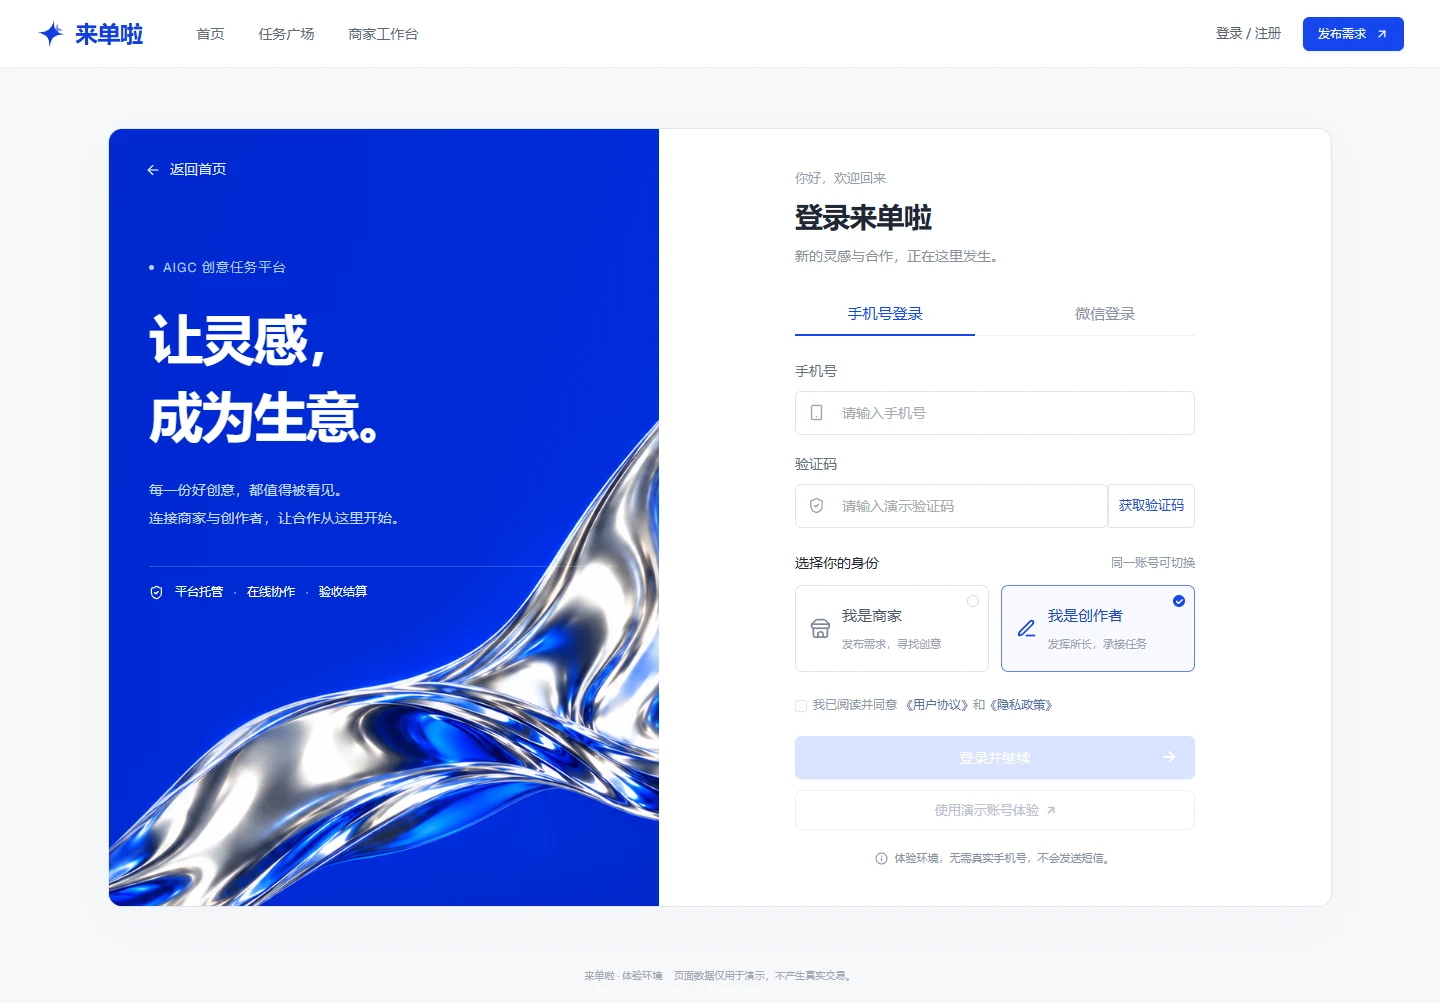 来单啦
首页 任务广场 商家工作台
登录 / 注册
发布需求
返回首页
AIGC 创意任务平台
让灵感，
成为生意。
每一份好创意，都值得被看见。
连接商家与创作者，让合作从这里开始。
平台托管 · 在线协作 · 验收结算
你好，欢迎回来
登录来单啦
新的灵感与合作，正在这里发生。
手机号登录 微信登录
手机号
请输入手机号
验证码
请输入演示验证码 获取验证码
选择你的身份 同一账号可切换
我是商家
发布需求，寻找创意
我是创作者
发挥所长，承接任务
我已阅读并同意 《用户协议》和《隐私政策》
登录并继续
使用演示账号体验
体验环境，无需真实手机号，不会发送短信。
来单啦 · 体验环境 页面数据仅用于演示，不产生真实交易。